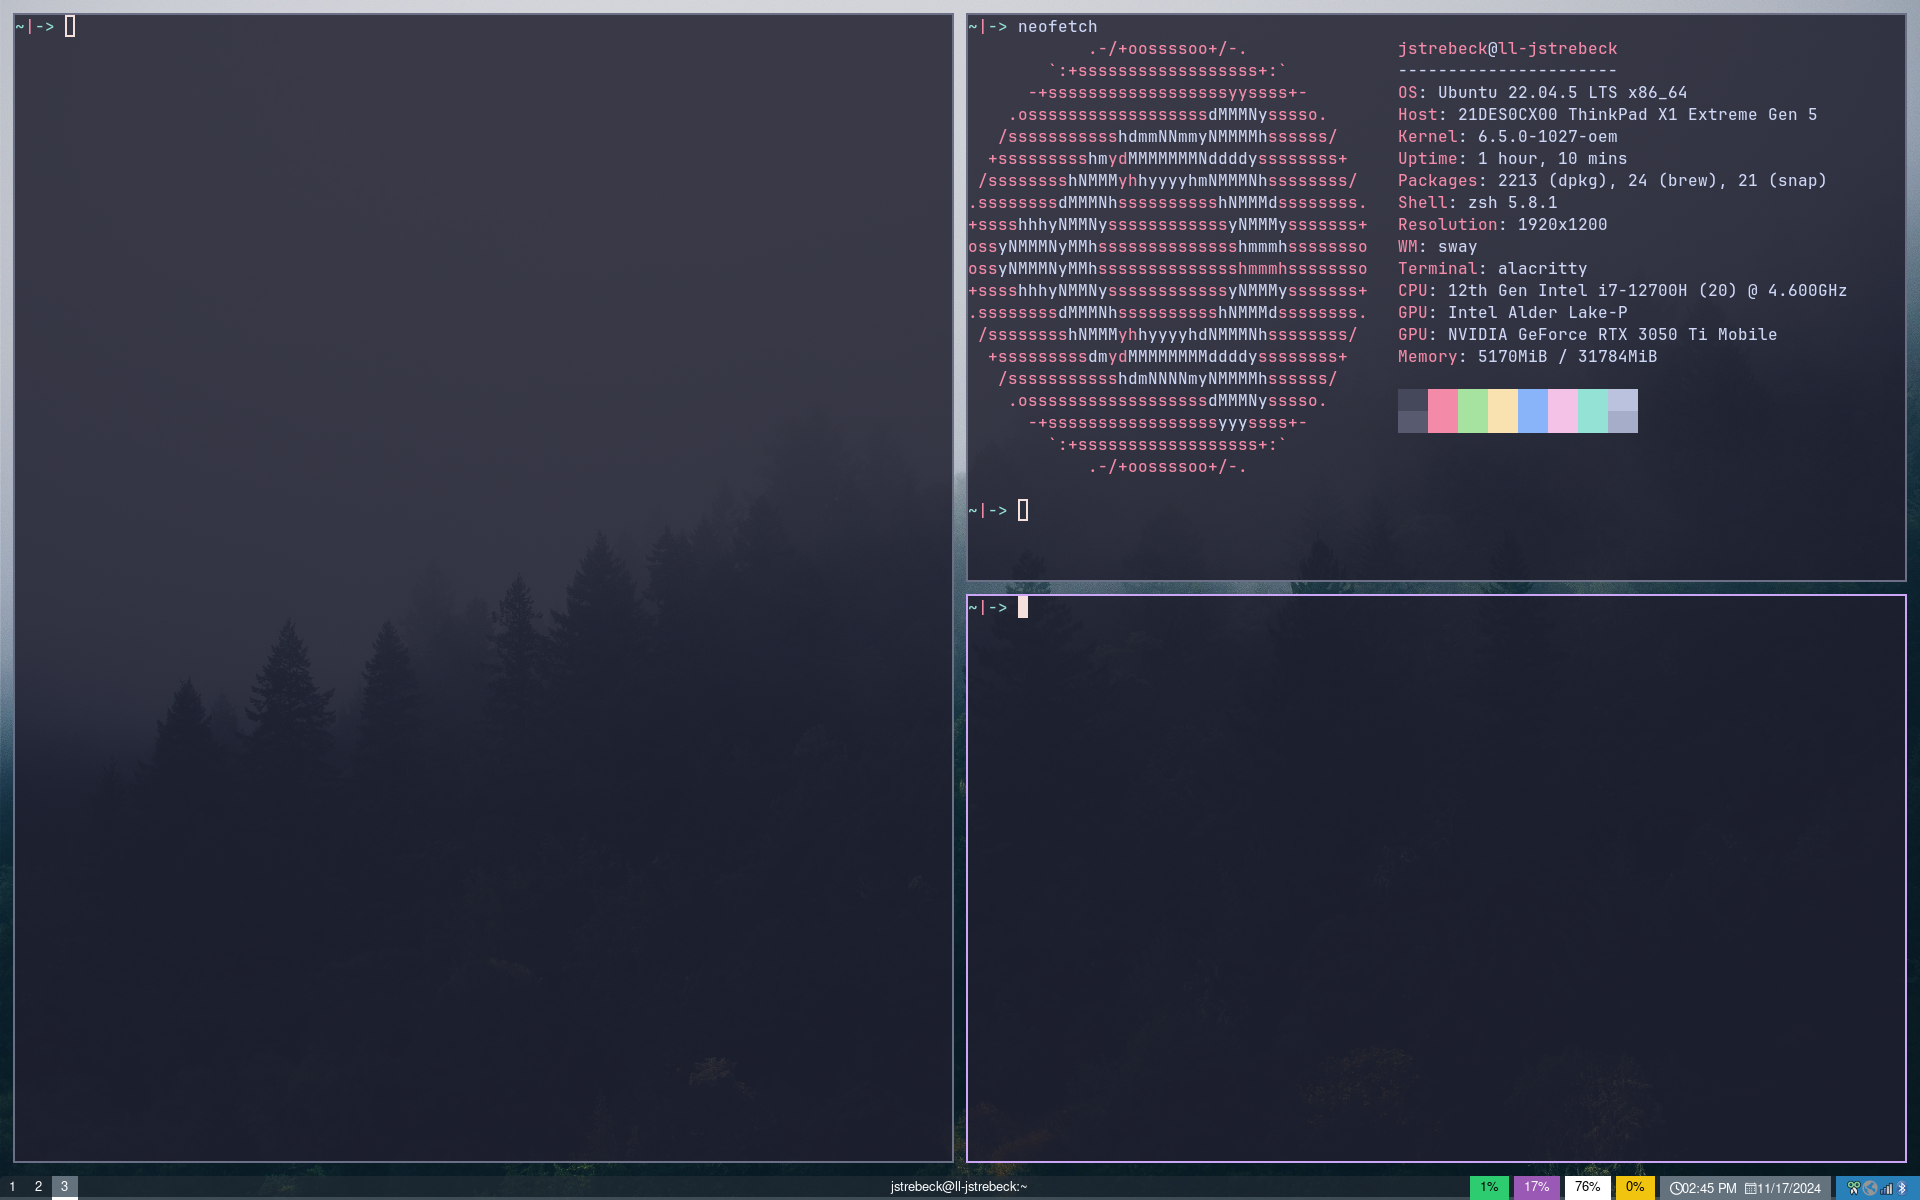 ~|->
~|-> neofetch
.-/+oossssoo+/-.
`:+ssssssssssssssssss+:`
-+ssssssssssssssssssyyssss+-
.ossssssssssssssssssdMMMNysssso.
/ssssssssssshdmmNNmmyNMMMMhssssss/
+ssssssssshmydMMMMMMMNddddyssssssss+
/sssssssshNMMMyhhyyyyhmNMMMNhssssssss/
.ssssssssdMMMNhsssssssssshNMMMdssssssss.
+sssshhhyNMMNyssssssssssssyNMMMysssssss+
ossyNMMMNyMMhsssssssssssssshmmmhssssssso
ossyNMMMNyMMhsssssssssssssshmmmhssssssso
+sssshhhyNMMNyssssssssssssyNMMMysssssss+
.ssssssssdMMMNhsssssssssshNMMMdssssssss.
/sssssssshNMMMyhhyyyyhdNMMMNhssssssss/
+sssssssssdmydMMMMMMMMddddyssssssss+
/ssssssssssshdmNNNNmyNMMMMhssssss/
.ossssssssssssssssssdMMMNysssso.
-+sssssssssssssssssyyyssss+-
`:+ssssssssssssssssss+:`
.-/+oossssoo+/-.
jstrebeck@ll-jstrebeck
----------------------
OS: Ubuntu 22.04.5 LTS x86_64
Host: 21DES0CX00 ThinkPad X1 Extreme Gen 5
Kernel: 6.5.0-1027-oem
Uptime: 1 hour, 10 mins
Packages: 2213 (dpkg), 24 (brew), 21 (snap)
Shell: zsh 5.8.1
Resolution: 1920x1200
WM: sway
Terminal: alacritty
CPU: 12th Gen Intel i7-12700H (20) @ 4.600GHz
GPU: Intel Alder Lake-P
GPU: NVIDIA GeForce RTX 3050 Ti Mobile
Memory: 5170MiB / 31784MiB
~|->
~|->
1 2 3 jstrebeck@ll-jstrebeck:~ 1% 17% 76% 0% 02:45 PM 11/17/2024